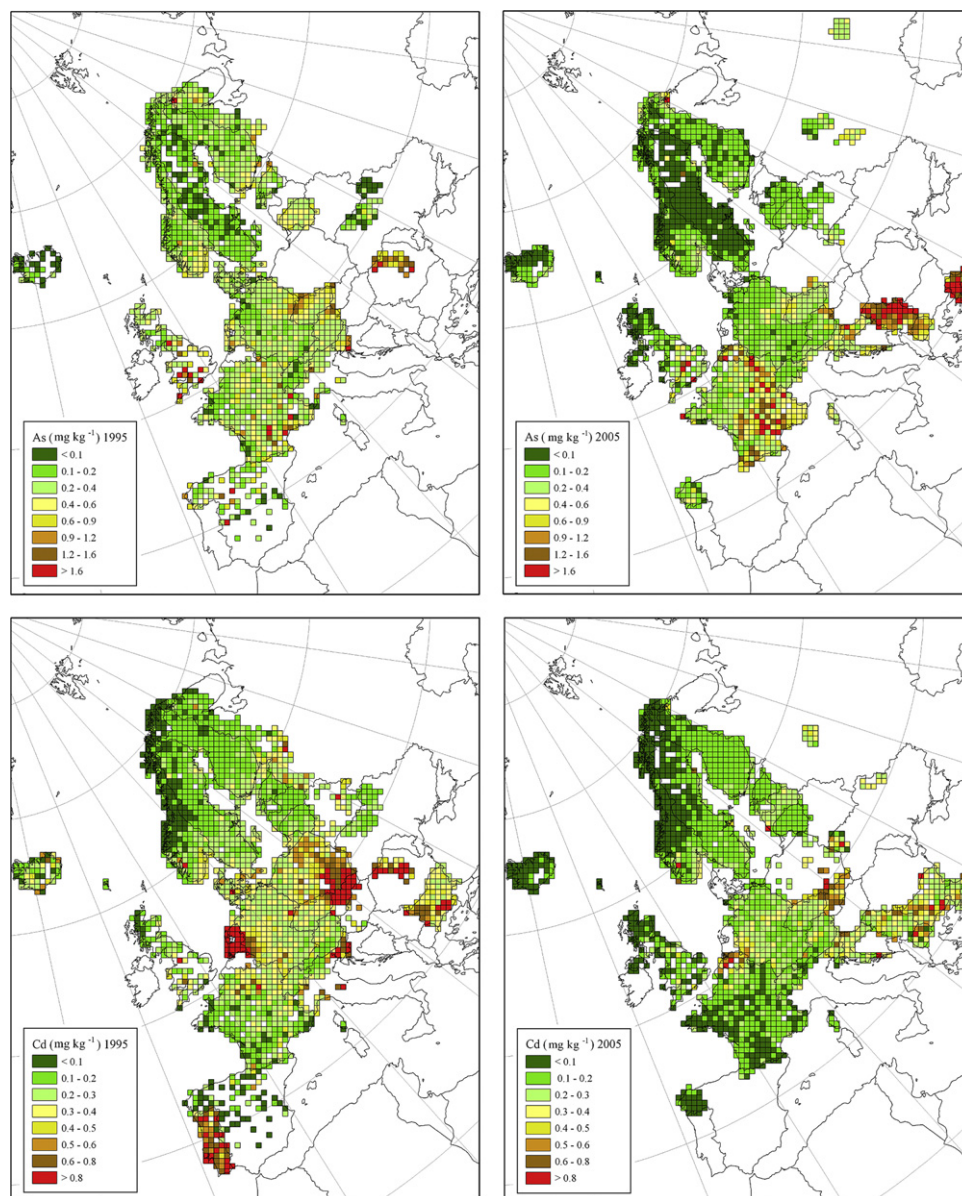 As (mg kg⁻¹) 1995
< 0.1
0.1 - 0.2
0.2 - 0.4
0.4 - 0.6
0.6 - 0.9
0.9 - 1.2
1.2 - 1.6
> 1.6
As (mg kg⁻¹) 2005
< 0.1
0.1 - 0.2
0.2 - 0.4
0.4 - 0.6
0.6 - 0.9
0.9 - 1.2
1.2 - 1.6
> 1.6
Cd (mg kg⁻¹) 1995
< 0.1
0.1 - 0.2
0.2 - 0.3
0.3 - 0.4
0.4 - 0.5
0.5 - 0.6
0.6 - 0.8
> 0.8
Cd (mg kg⁻¹) 2005
< 0.1
0.1 - 0.2
0.2 - 0.3
0.3 - 0.4
0.4 - 0.5
0.5 - 0.6
0.6 - 0.8
> 0.8